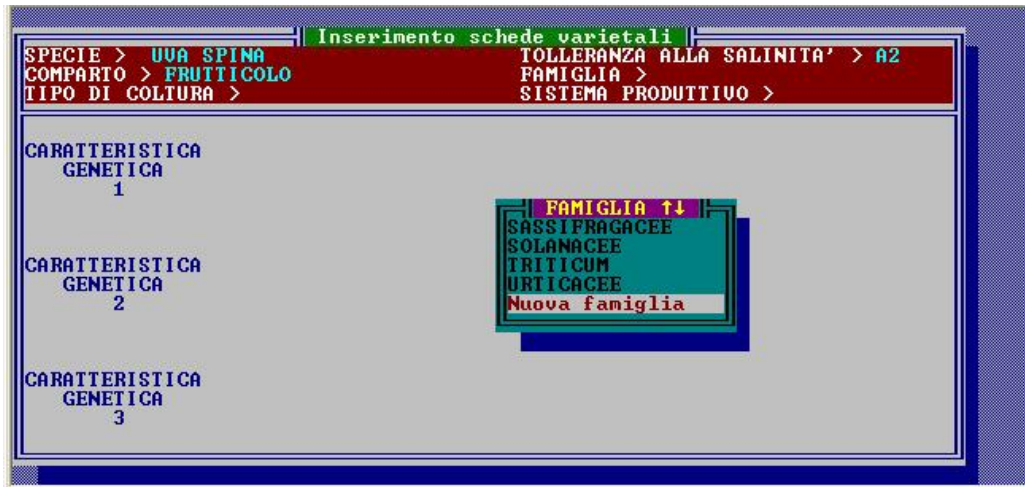 Inserimento schede varietali
SPECIE > UVA SPINA TOLLERANZA ALLA SALINITA' > A2
COMPARTO > FRUTTICOLO FAMIGLIA >
TIPO DI COLTURA > SISTEMA PRODUTTIVO >
CARATTERISTICA
GENETICA
1
FAMIGLIA ↑↓
SASSIFRAGACEE
SOLANACEE
TRITICUM
URTICACEE
Nuova famiglia
CARATTERISTICA
GENETICA
2
CARATTERISTICA
GENETICA
3